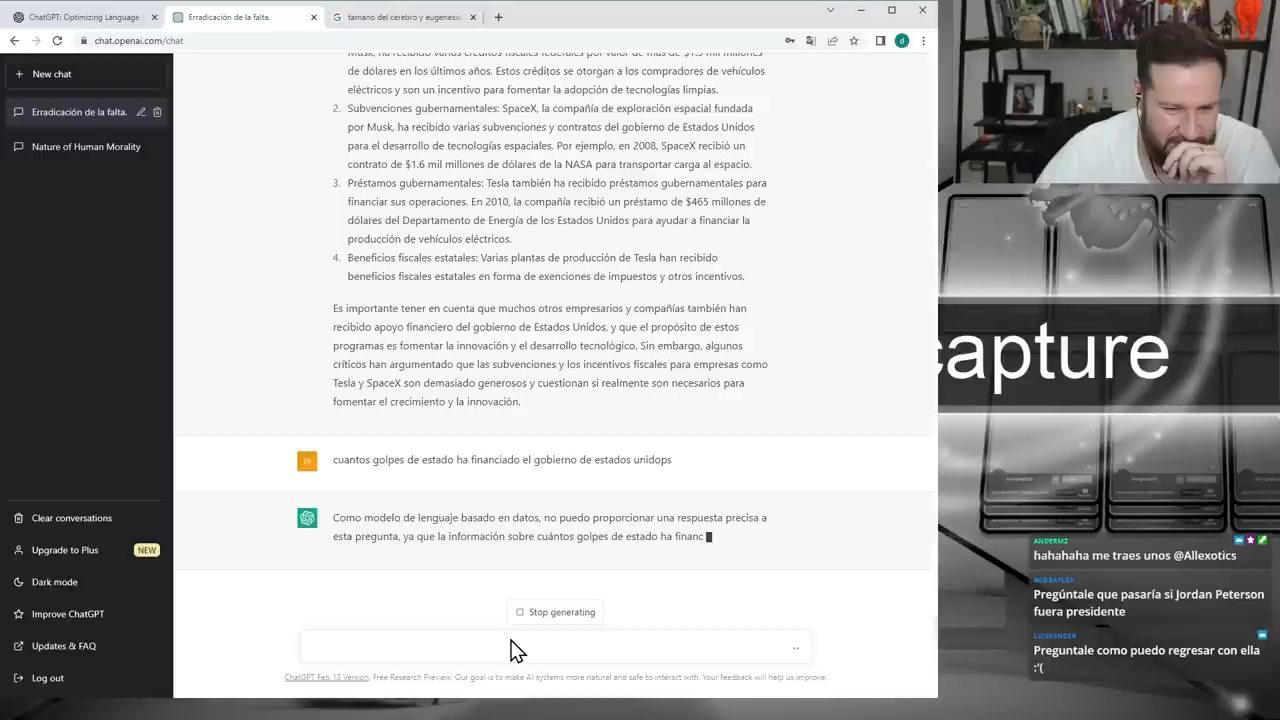 ChatGPT: Optimizing Language
Erradicación de la falta.
tamano del cerebro y eugenesia
chat.openai.com/chat
d
New chat
Erradicación de la falta.
Nature of Human Morality
Musk, ha recibido varios créditos fiscales federales por valor de más de $1.5 mil millones
de dólares en los últimos años. Estos créditos se otorgan a los compradores de vehículos
eléctricos y son un incentivo para fomentar la adopción de tecnologías limpias.
2. Subvenciones gubernamentales: SpaceX, la compañía de exploración espacial fundada
por Musk, ha recibido varias subvenciones y contratos del gobierno de Estados Unidos
para el desarrollo de tecnologías espaciales. Por ejemplo, en 2008, SpaceX recibió un
contrato de $1.6 mil millones de dólares de la NASA para transportar carga al espacio.
3. Préstamos gubernamentales: Tesla también ha recibido préstamos gubernamentales para
financiar sus operaciones. En 2010, la compañía recibió un préstamo de $465 millones de
dólares del Departamento de Energía de los Estados Unidos para ayudar a financiar la
producción de vehículos eléctricos.
4. Beneficios fiscales estatales: Varias plantas de producción de Tesla han recibido
beneficios fiscales estatales en forma de exenciones de impuestos y otros incentivos.
Es importante tener en cuenta que muchos otros empresarios y compañías también han
recibido apoyo financiero del gobierno de Estados Unidos, y que el propósito de estos
programas es fomentar la innovación y el desarrollo tecnológico. Sin embargo, algunos
críticos han argumentado que las subvenciones y los incentivos fiscales para empresas como
Tesla y SpaceX son demasiado generosos y cuestionan si realmente son necesarios para
fomentar el crecimiento y la innovación.
cuantos golpes de estado ha financiado el gobierno de estados unidops
Como modelo de lenguaje basado en datos, no puedo proporcionar una respuesta precisa a
esta pregunta, ya que la información sobre cuántos golpes de estado ha financ
Stop generating
ChatGPT Feb 13 Version. Free Research Preview. Our goal is to make AI systems more natural and safe to interact with. Your feedback will help us improve.
Clear conversations
Upgrade to Plus NEW
Dark mode
Improve ChatGPT
Updates & FAQ
Log out
capture
ANDERMZ
hahahaha me traes unos @Allexotics
Pregúntale que pasaría si Jordan Peterson
fuera presidente
LUISXENDER
Preguntale como puedo regresar con ella
:'(